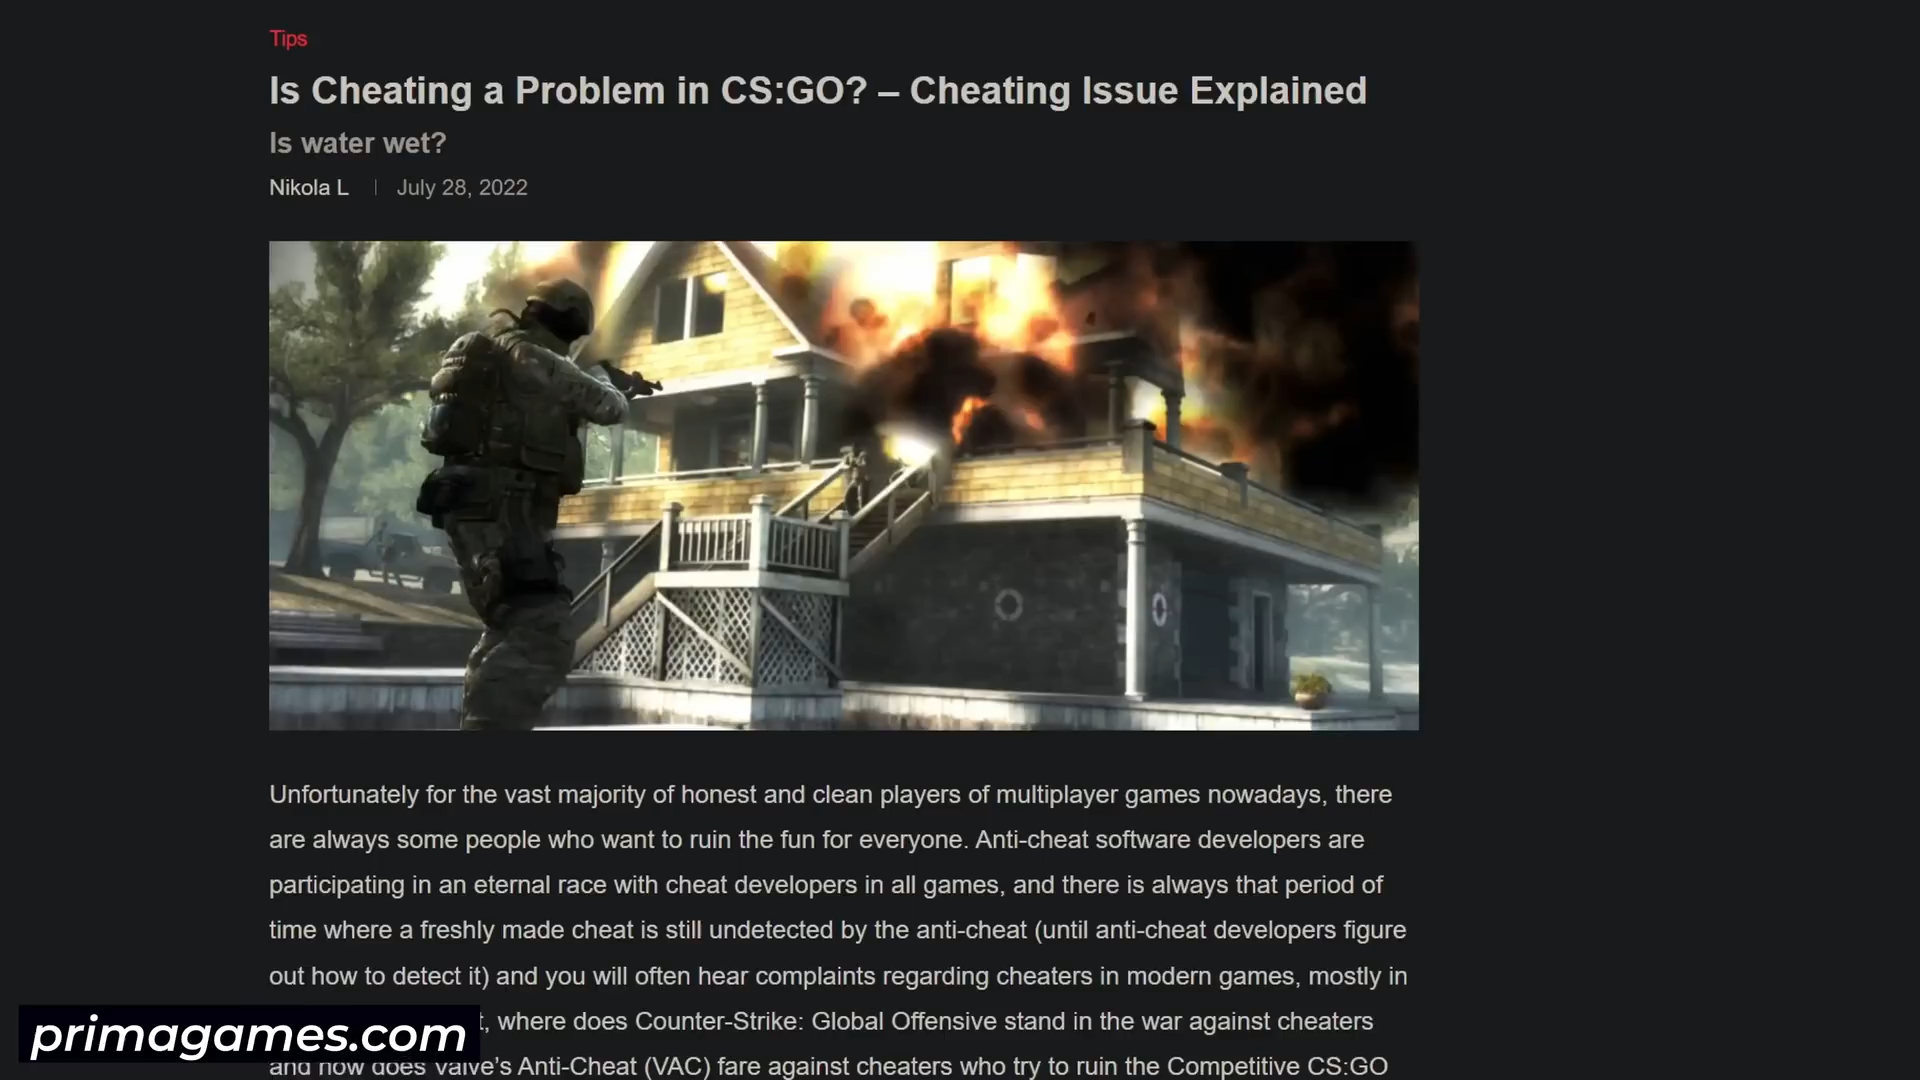 Tips
Is Cheating a Problem in CS:GO? – Cheating Issue Explained
Is water wet?
Nikola L | July 28, 2022
Unfortunately for the vast majority of honest and clean players of multiplayer games nowadays, there
are always some people who want to ruin the fun for everyone. Anti-cheat software developers are
participating in an eternal race with cheat developers in all games, and there is always that period of
time where a freshly made cheat is still undetected by the anti-cheat (until anti-cheat developers figure
out how to detect it) and you will often hear complaints regarding cheaters in modern games, mostly in
, where does Counter-Strike: Global Offensive stand in the war against cheaters
and how does Valve's Anti-Cheat (VAC) fare against cheaters who try to ruin the Competitive CS:GO
primagames.com